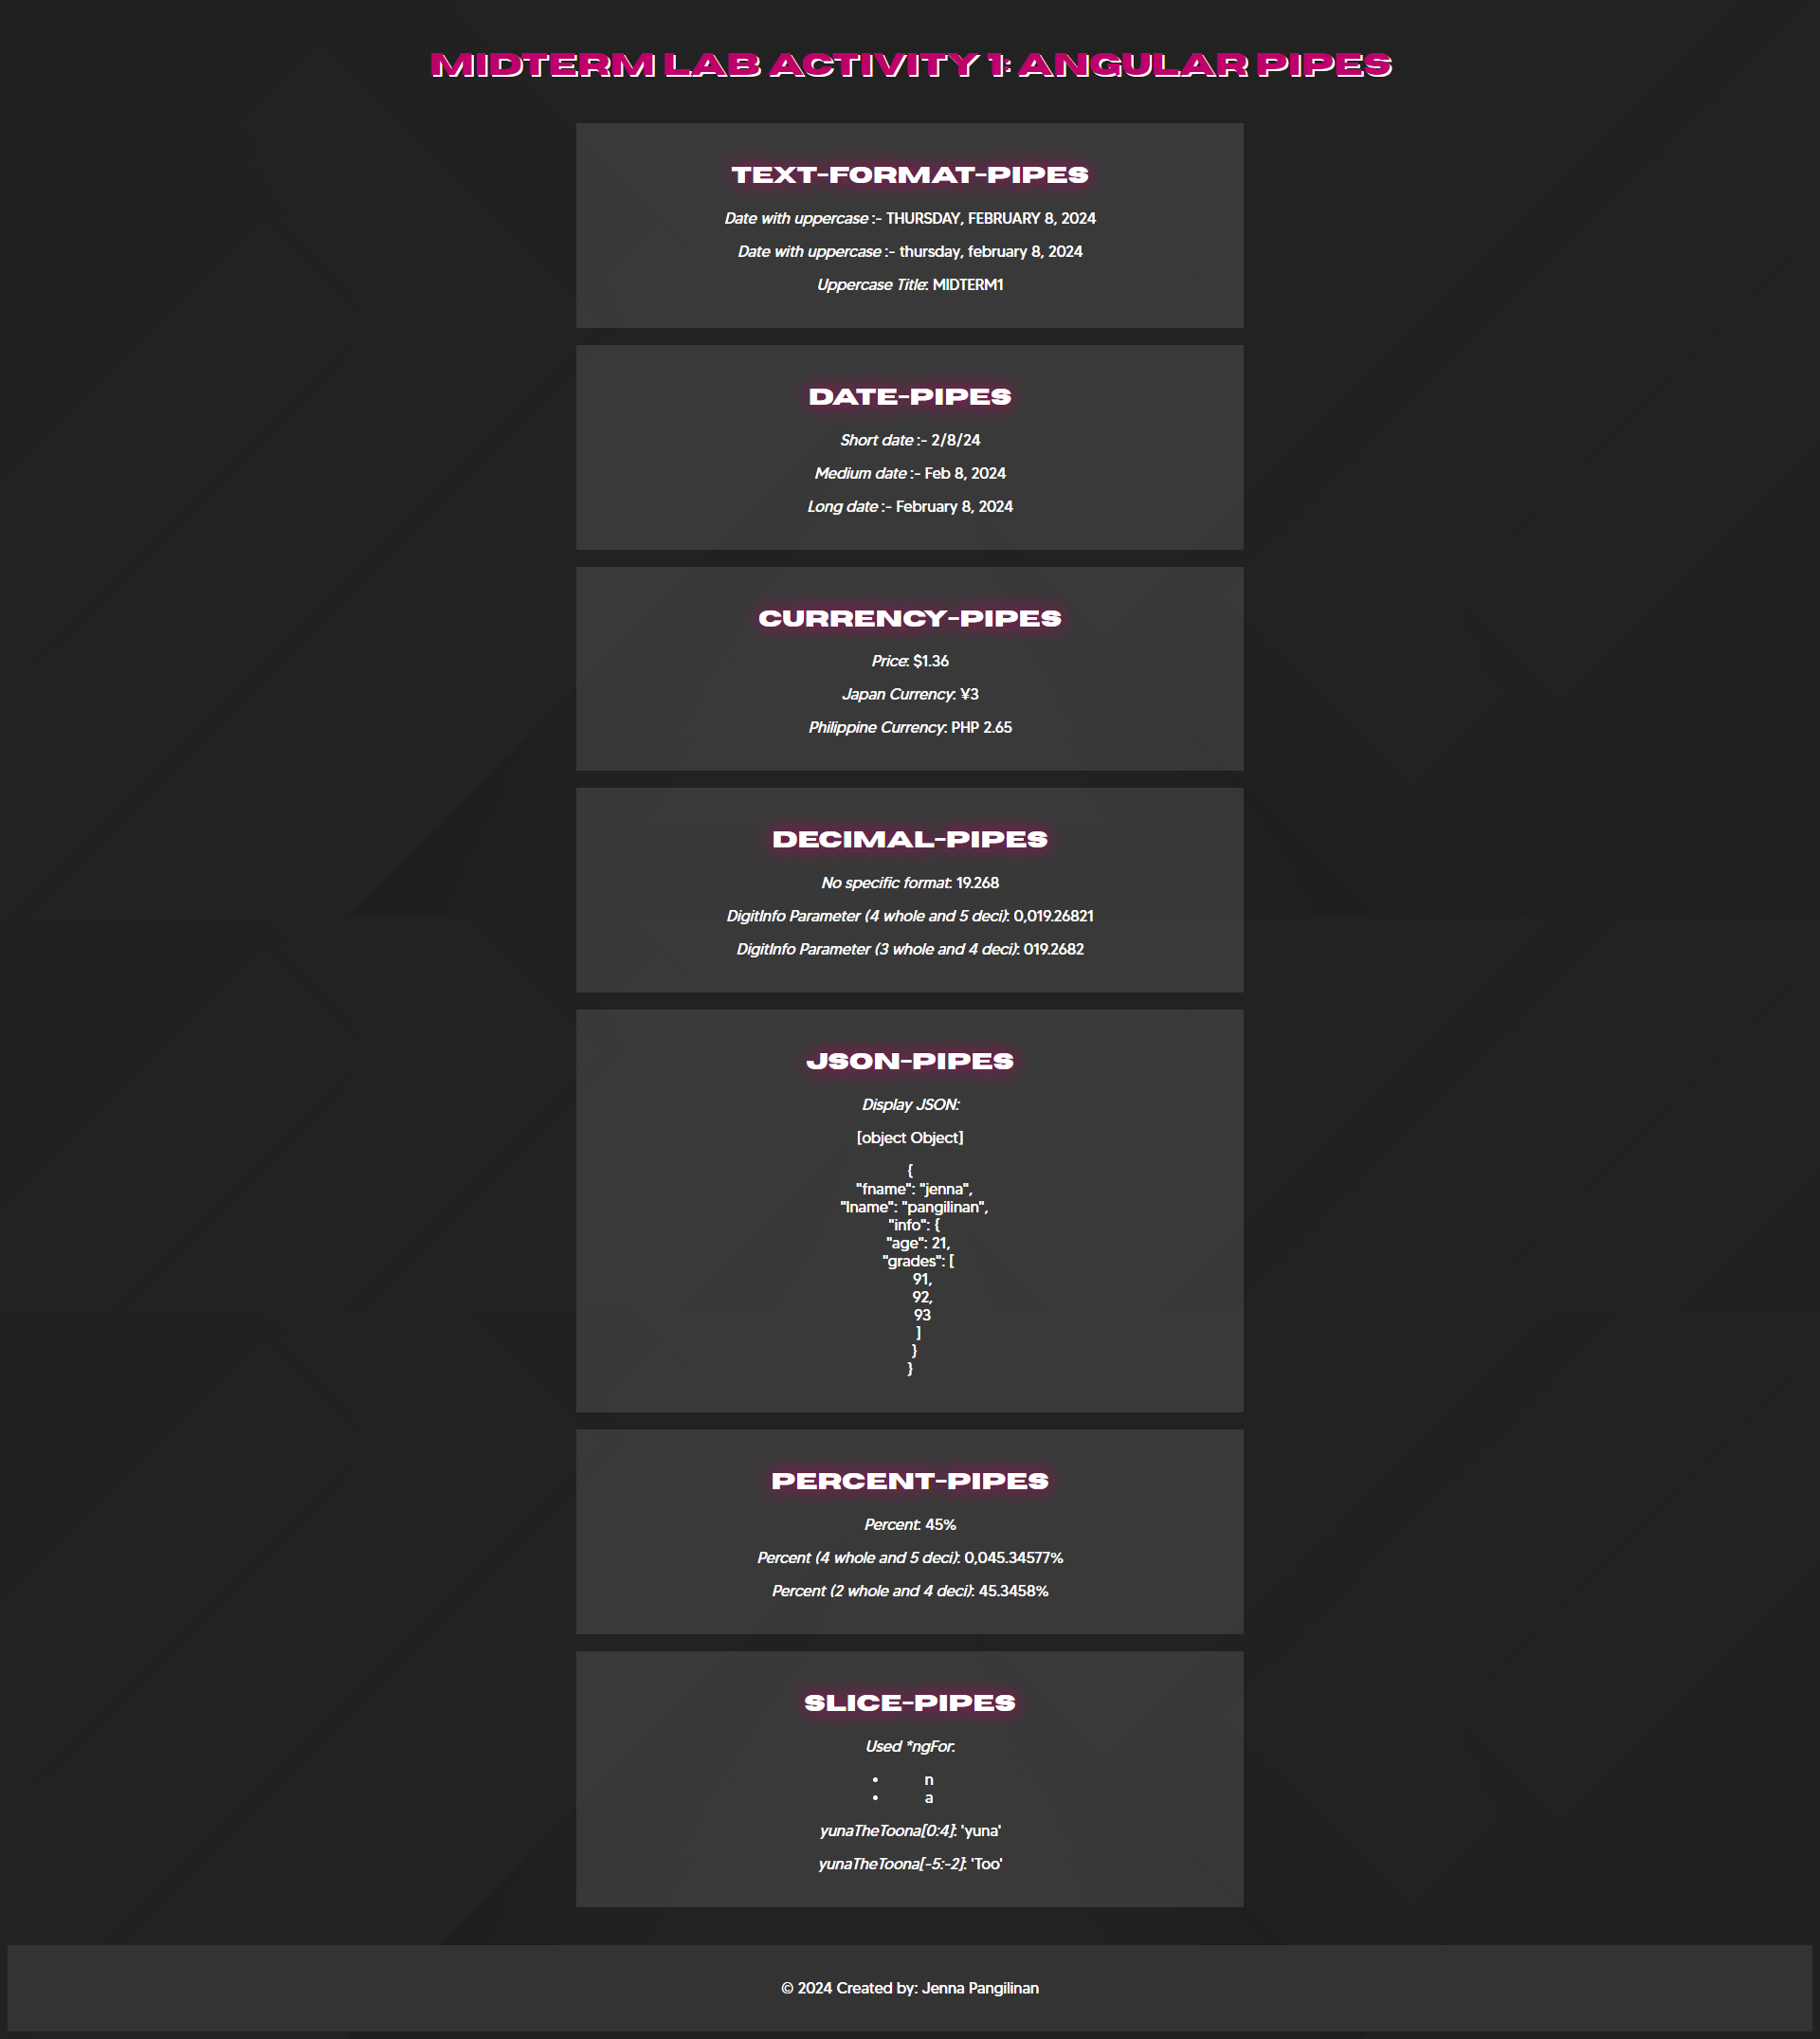 MIDTERM LAB ACTIVITY 1: ANGULAR PIPES
TEXT-FORMAT-PIPES
Date with uppercase :- THURSDAY, FEBRUARY 8, 2024
Date with uppercase :- thursday, february 8, 2024
Uppercase Title: MIDTERM1
DATE-PIPES
Short date :- 2/8/24
Medium date :- Feb 8, 2024
Long date :- February 8, 2024
CURRENCY-PIPES
Price: $1.36
Japan Currency: ¥3
Philippine Currency: PHP 2.65
DECIMAL-PIPES
No specific format: 19.268
DigitInfo Parameter (4 whole and 5 deci): 0,019.26821
DigitInfo Parameter (3 whole and 4 deci): 019.2682
JSON-PIPES
Display JSON:
[object Object]
{
"fname": "jenna",
"lname": "pangilinan",
"info": {
"age": 21,
"grades": [
91,
92,
93
]
}
}
PERCENT-PIPES
Percent: 45%
Percent (4 whole and 5 deci): 0,045.34577%
Percent (2 whole and 4 deci): 45.3458%
SLICE-PIPES
Used *ngFor:
• n
• a
yunaTheToona[0:4]: 'yuna'
yunaTheToona[-5:-2]: 'Too'
© 2024 Created by: Jenna Pangilinan